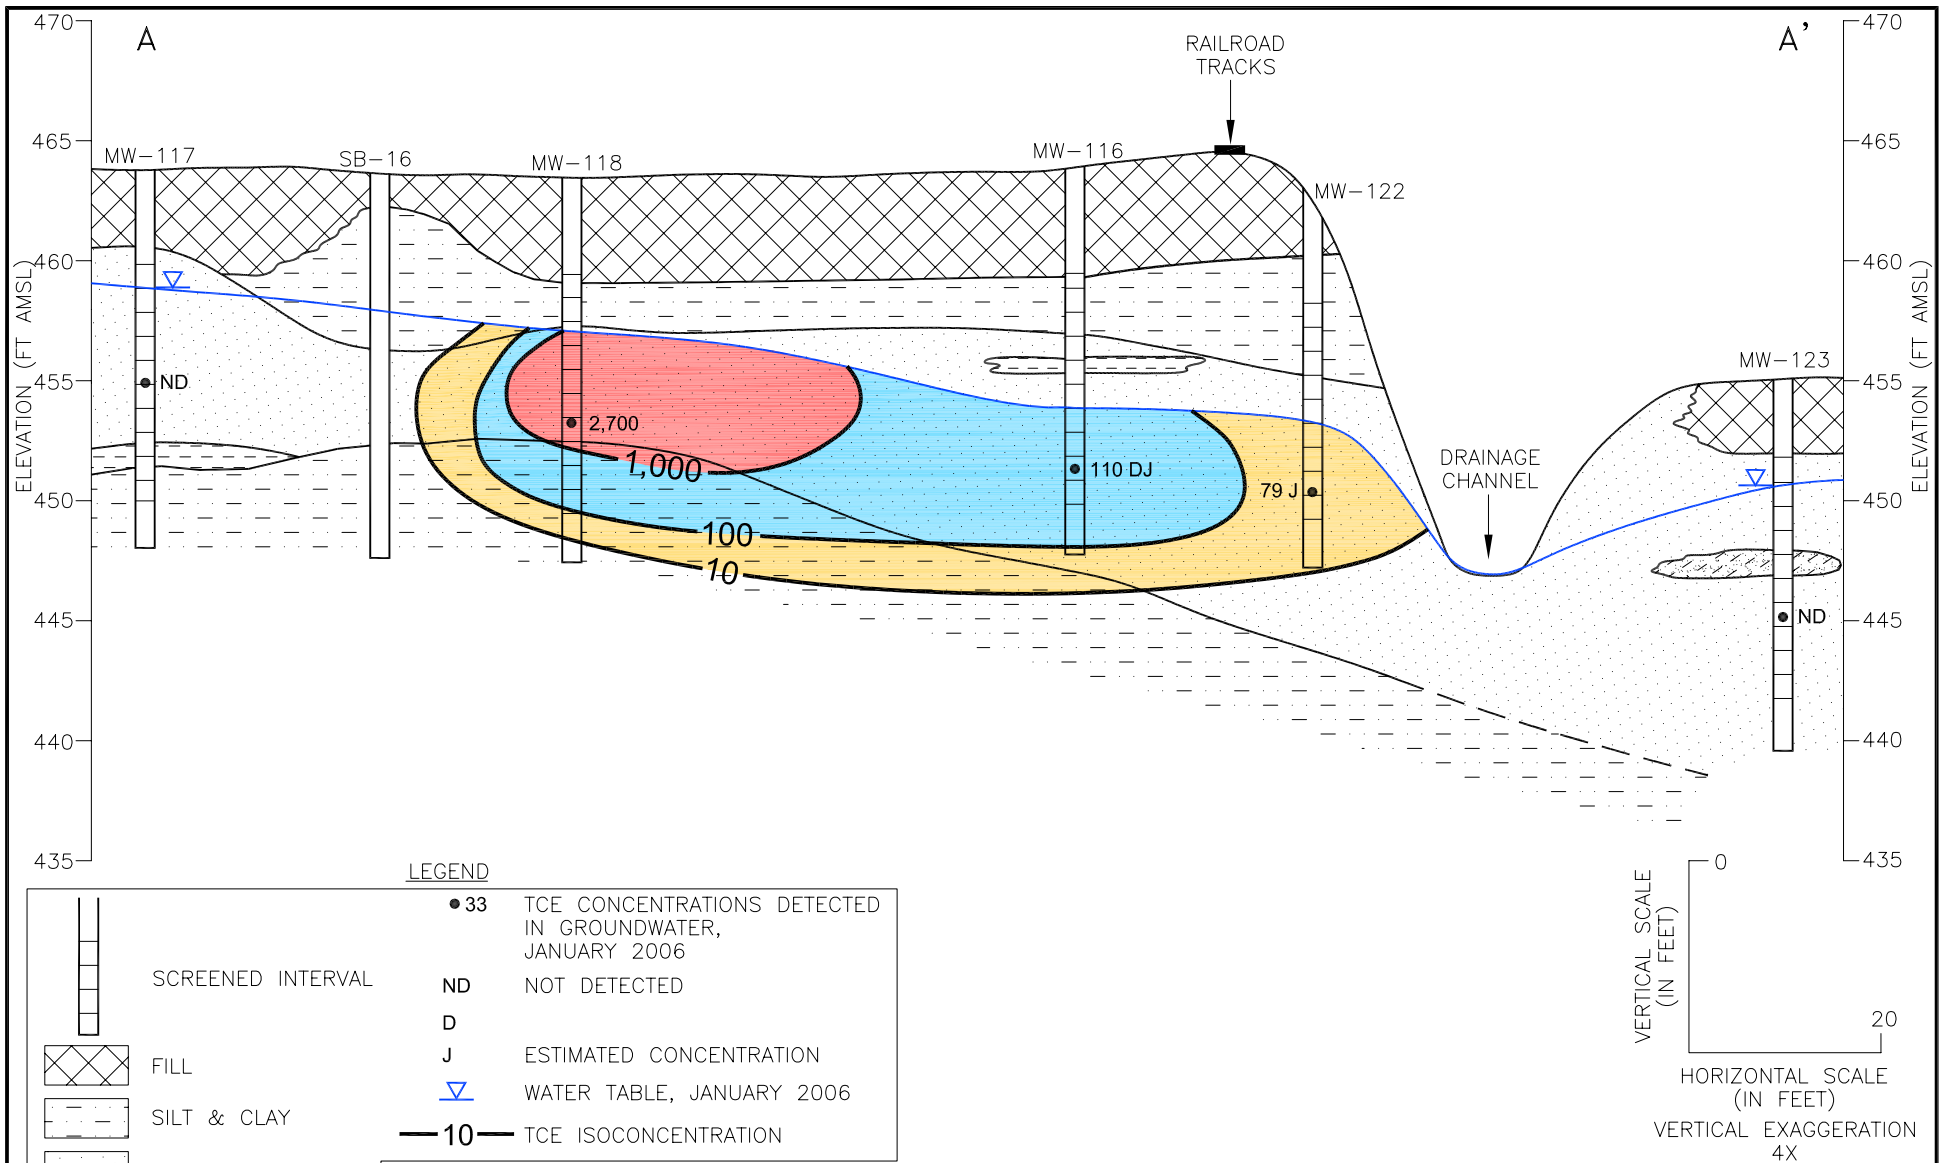 470
A
RAILROAD
TRACKS
A'
470
465
MW-117
SB-16
MW-118
MW-116
465
MW-122
460
460
ELEVATION (FT AMSL)
ELEVATION (FT AMSL)
455
ND
MW-123
455
2,700
1,000
110 DJ
79 J
DRAINAGE
CHANNEL
450
450
100
10
445
ND
445
440
440
435
435
LEGEND
33
TCE CONCENTRATIONS DETECTED
IN GROUNDWATER,
JANUARY 2006
SCREENED INTERVAL
ND
NOT DETECTED
D
J
ESTIMATED CONCENTRATION
FILL
WATER TABLE, JANUARY 2006
SILT & CLAY
10
TCE ISOCONCENTRATION
0
VERTICAL SCALE
(IN FEET)
20
HORIZONTAL SCALE
(IN FEET)
VERTICAL EXAGGERATION
4X